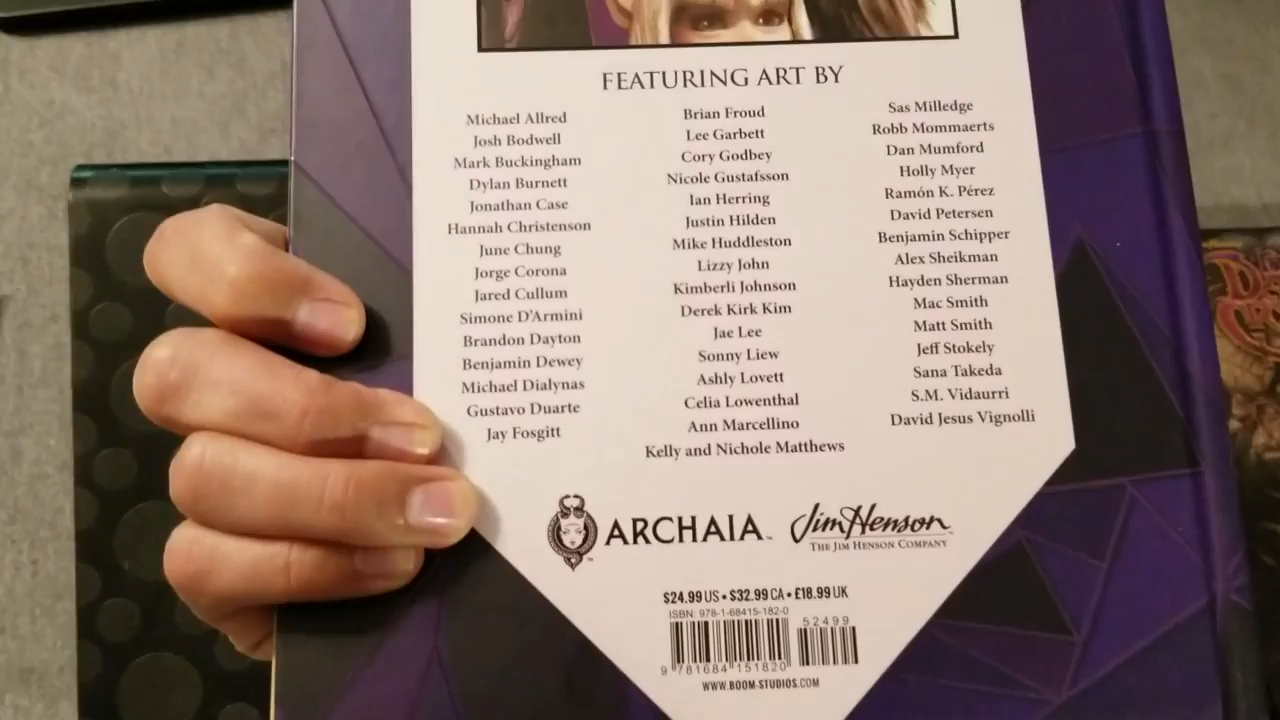 FEATURING ART BY
Michael Allred
Josh Bodwell
Mark Buckingham
Dylan Burnett
Jonathan Case
Hannah Christenson
June Chung
Jorge Corona
Jared Cullum
Simone D'Armini
Brandon Dayton
Benjamin Dewey
Michael Dialynas
Gustavo Duarte
Jay Fosgitt
Brian Froud
Lee Garbett
Cory Godbey
Nicole Gustafsson
Ian Herring
Justin Hilden
Mike Huddleston
Lizzy John
Kimberli Johnson
Derek Kirk Kim
Jae Lee
Sonny Liew
Ashly Lovett
Celia Lowenthal
Ann Marcellino
Kelly and Nichole Matthews
Sas Milledge
Robb Mommaerts
Dan Mumford
Holly Myer
Ramón K. Pérez
David Petersen
Benjamin Schipper
Alex Sheikman
Hayden Sherman
Mac Smith
Matt Smith
Jeff Stokely
Sana Takeda
S.M. Vidaurri
David Jesus Vignolli
ARCHAIA™
Jim Henson
THE JIM HENSON COMPANY
$24.99 US • $32.99 CA • £18.99 UK
ISBN: 978-1-68415-182-0
52499
9 781684 151820
WWW.BOOM-STUDIOS.COM